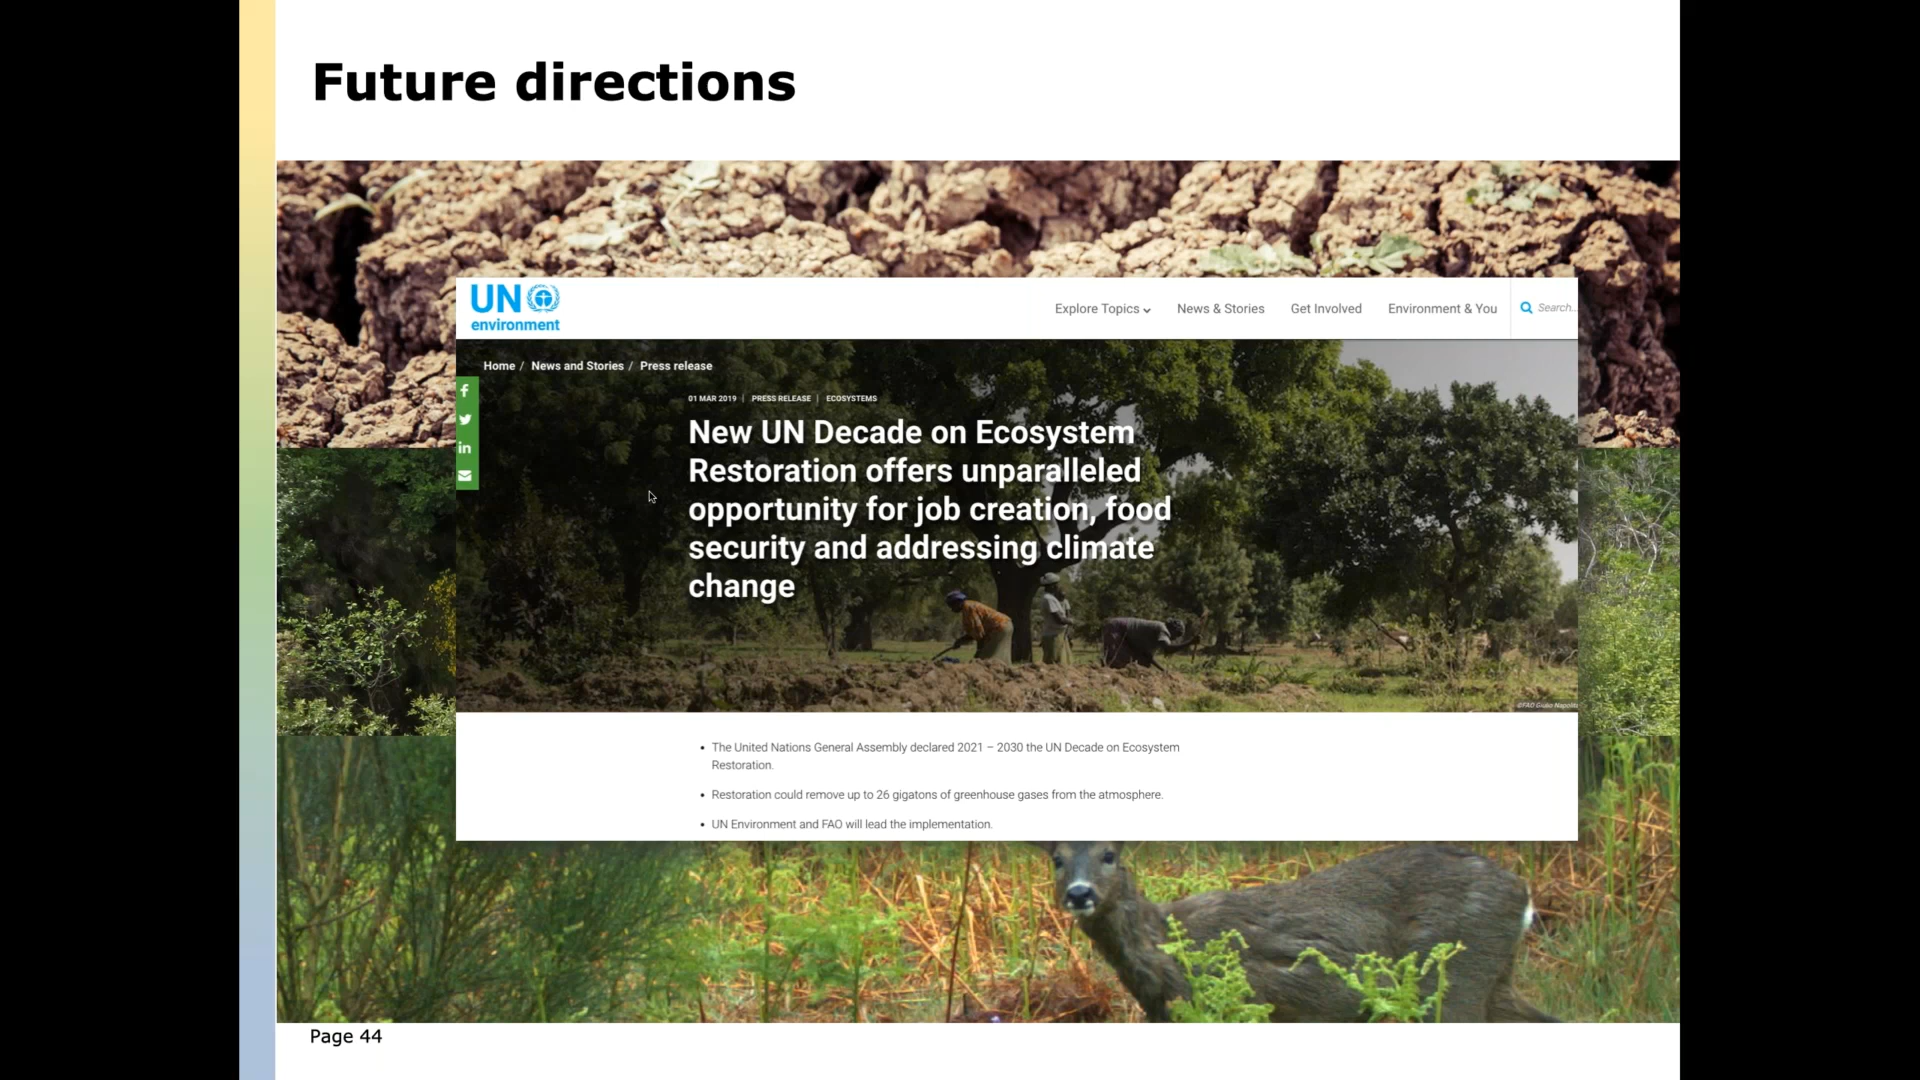 Future directions
UN
environment
Explore Topics
News & Stories
Get Involved
Environment & You
Search...
Home / News and Stories / Press release
01 MAR 2019 | PRESS RELEASE | ECOSYSTEMS
New UN Decade on Ecosystem
Restoration offers unparalleled
opportunity for job creation, food
security and addressing climate
change
©FAO Giulio Napolit
• The United Nations General Assembly declared 2021 – 2030 the UN Decade on Ecosystem
Restoration.
• Restoration could remove up to 26 gigatons of greenhouse gases from the atmosphere.
• UN Environment and FAO will lead the implementation.
Page 44